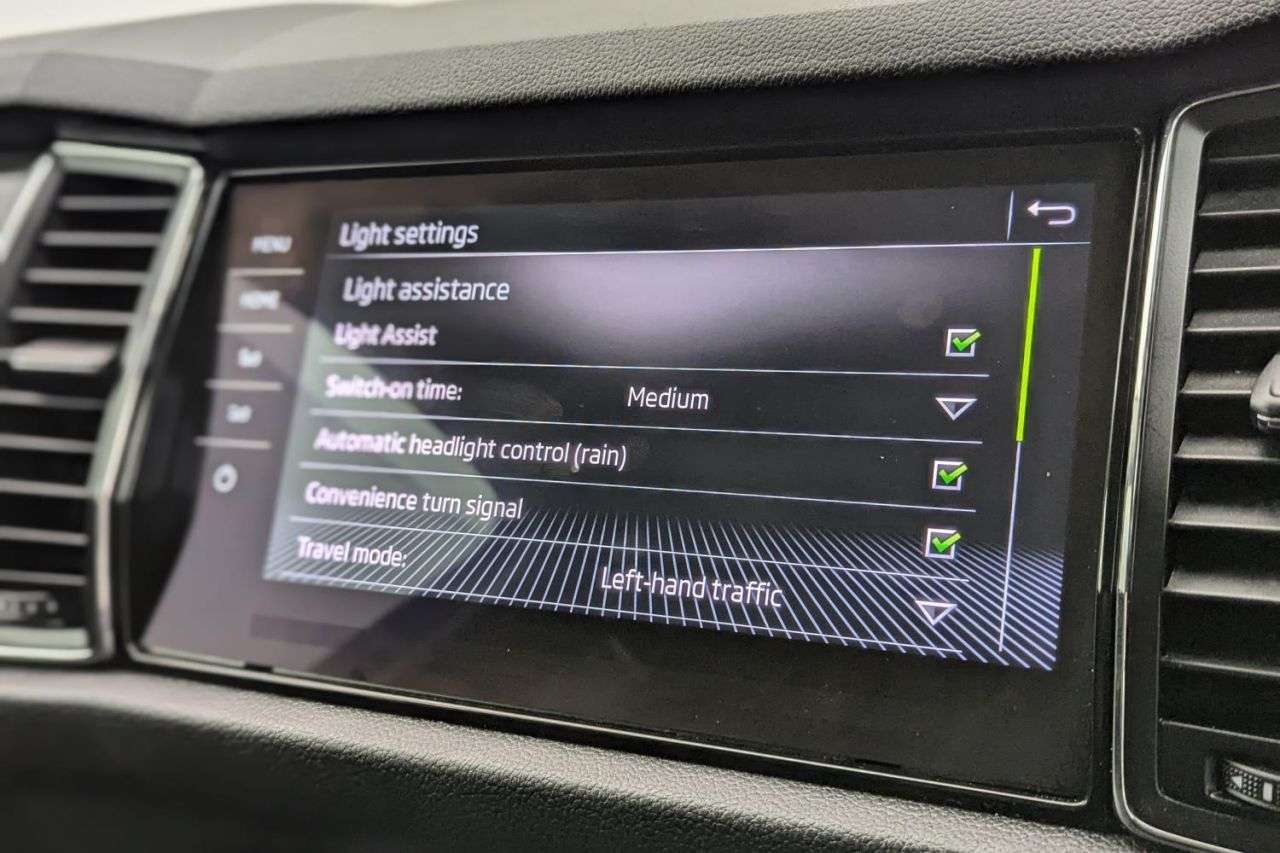 Light settings
MENU
HOME
Light assistance
Light Assist
Switch-on time: Medium
Automatic headlight control (rain)
Convenience turn signal
Travel mode: Left-hand traffic